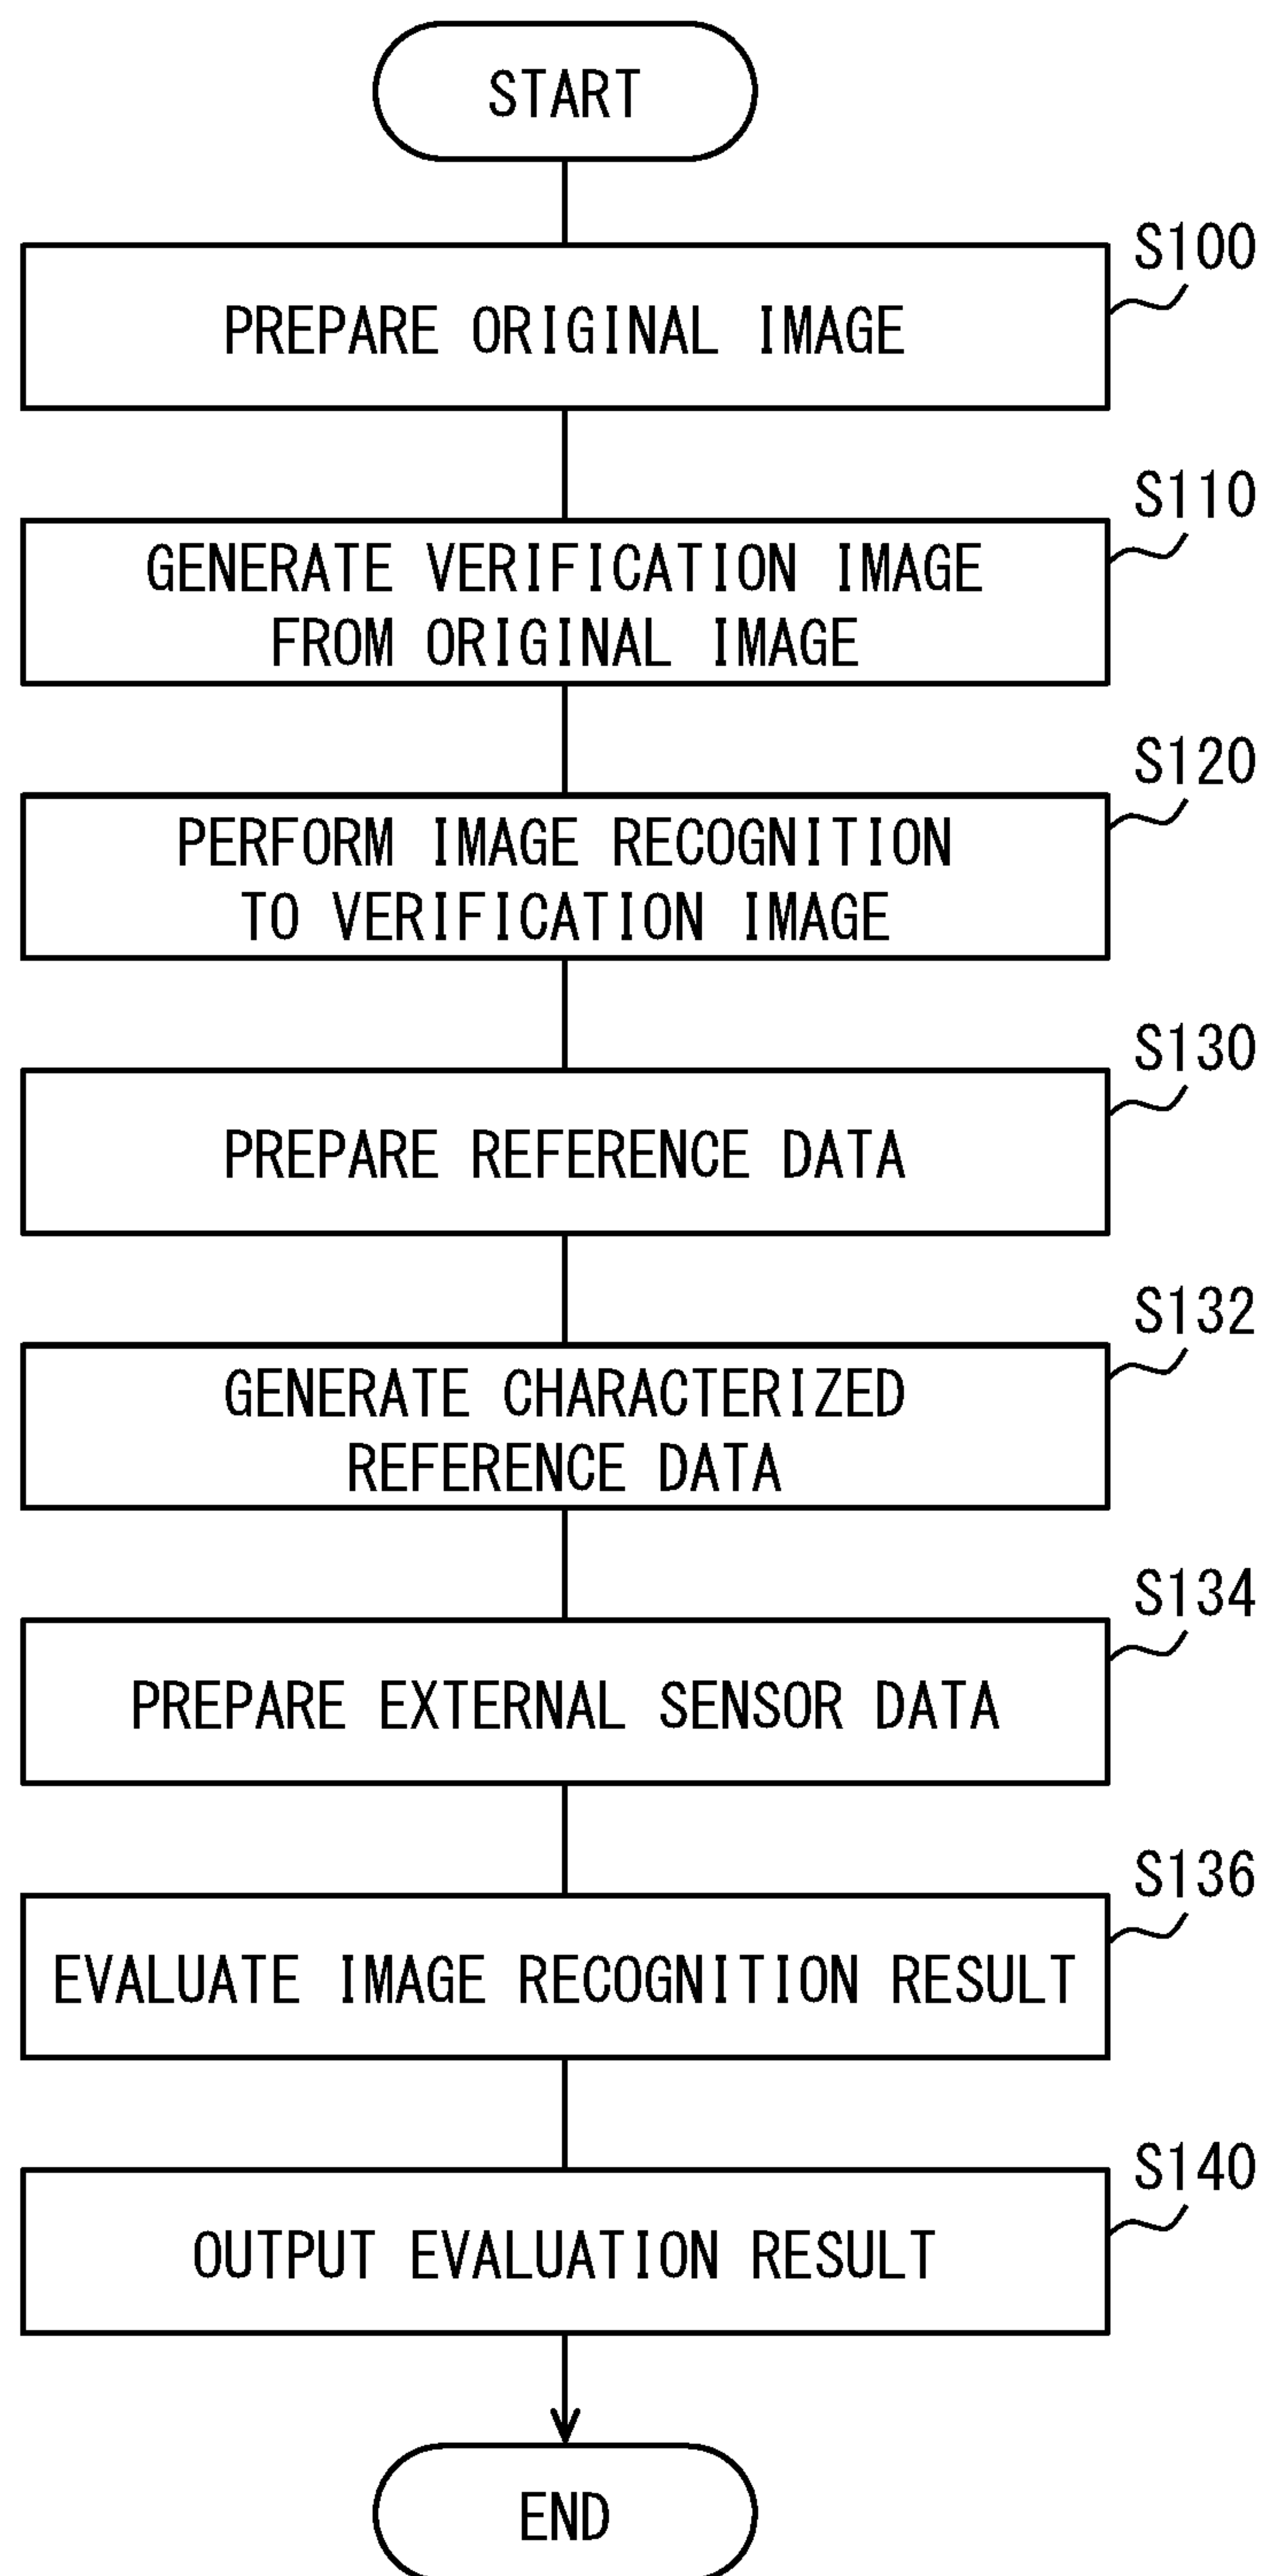 START
S100
PREPARE ORIGINAL IMAGE
S110
GENERATE VERIFICATION IMAGE
FROM ORIGINAL IMAGE
S120
PERFORM IMAGE RECOGNITION
TO VERIFICATION IMAGE
S130
PREPARE REFERENCE DATA
S132
GENERATE CHARACTERIZED
REFERENCE DATA
S134
PREPARE EXTERNAL SENSOR DATA
S136
EVALUATE IMAGE RECOGNITION RESULT
S140
OUTPUT EVALUATION RESULT
END